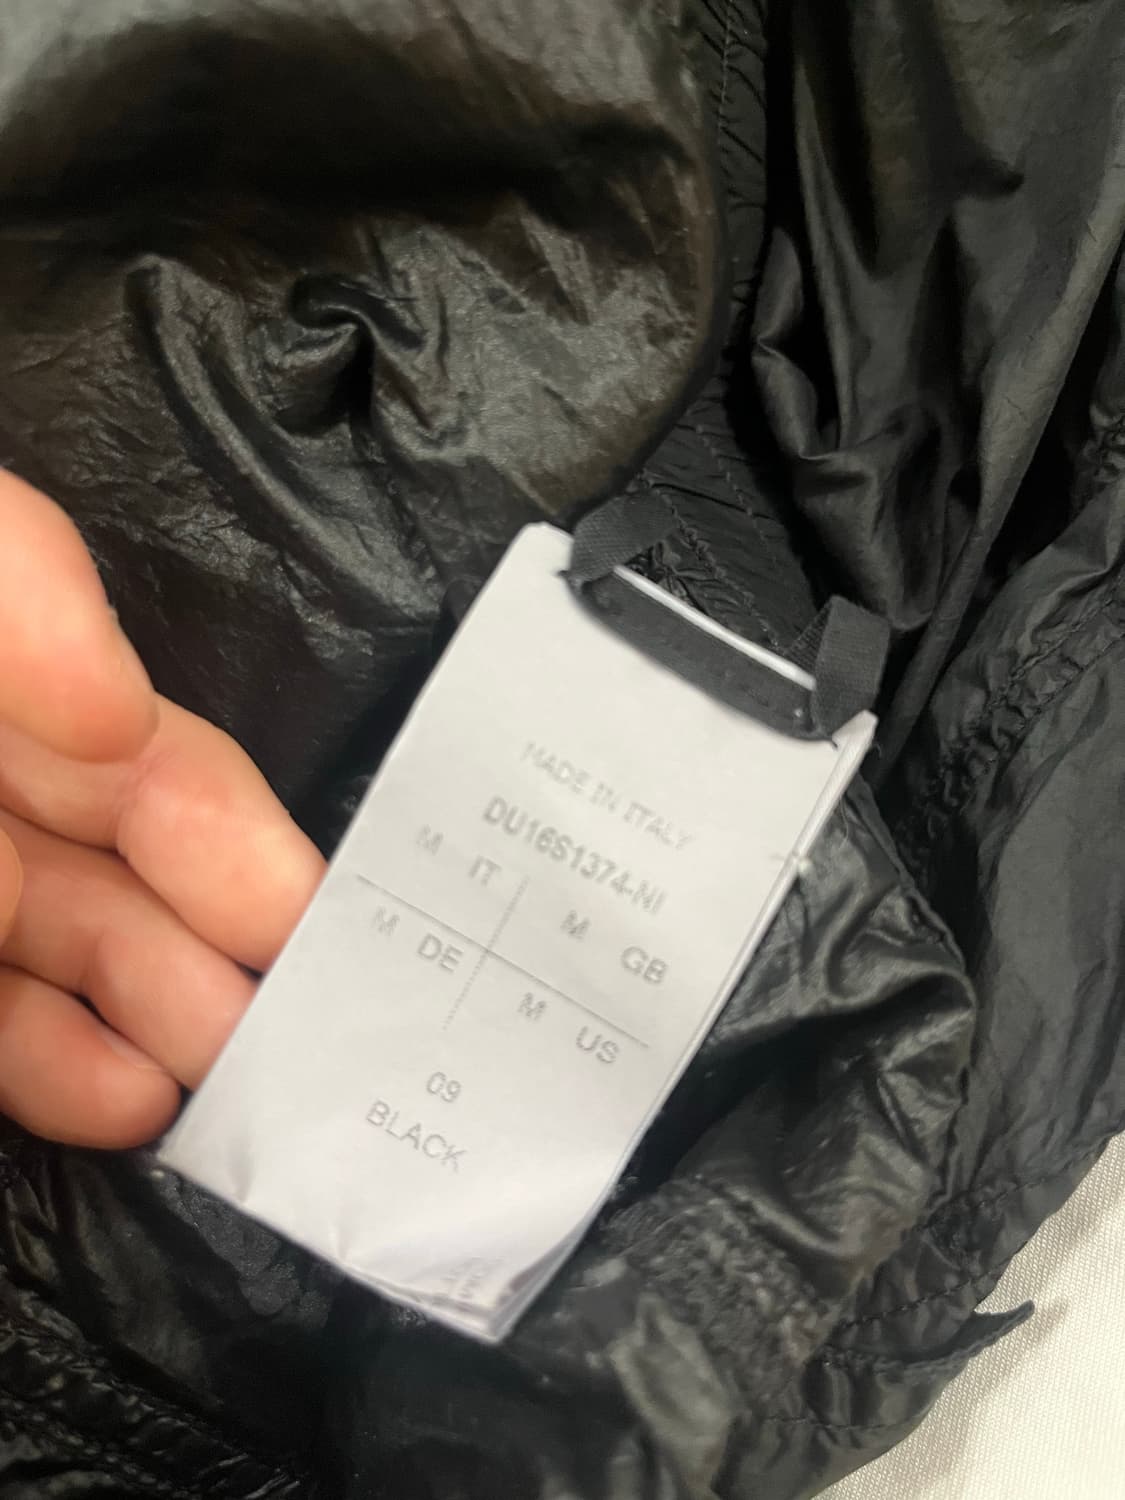 MADE IN ITALY
DU16S1374-NI
M IT M GB
M DE M US
09
BLACK